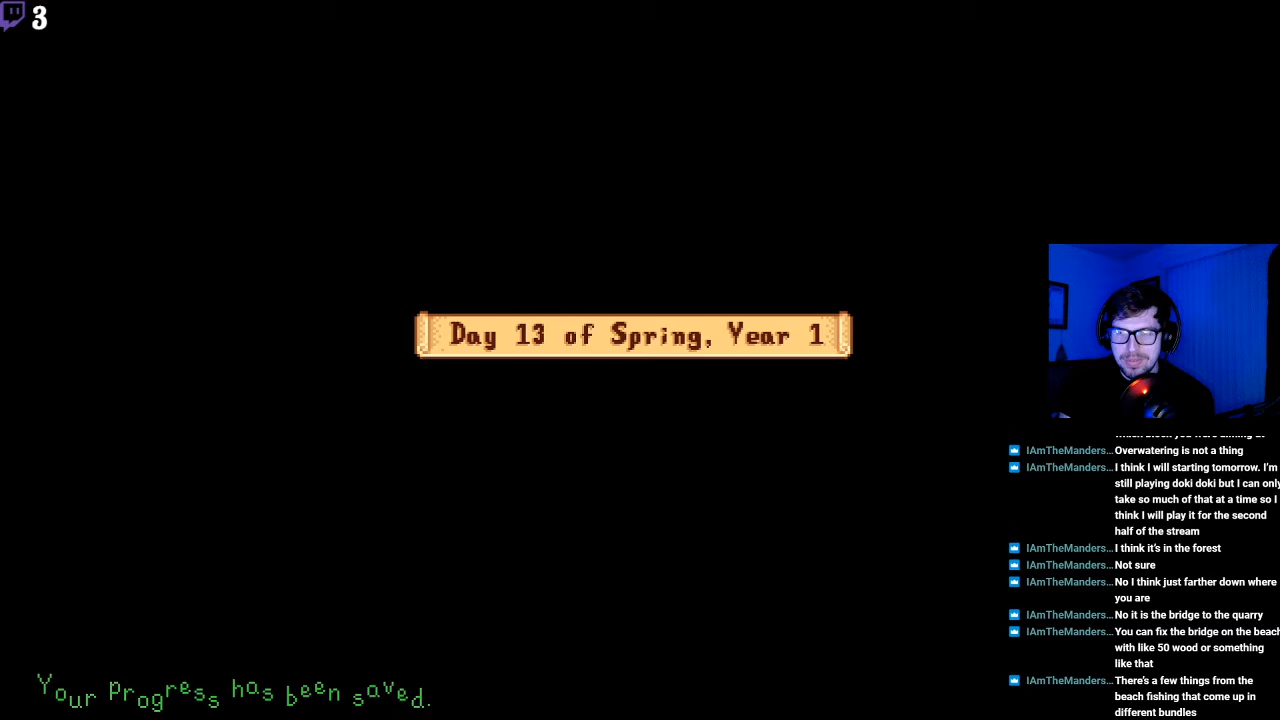 3
Day 13 of Spring, Year 1
IAmTheManders... Overwatering is not a thing
IAmTheManders... I think I will starting tomorrow. I'm
still playing doki doki but I can only
take so much of that at a time so I
think I will play it for the second
half of the stream
IAmTheManders... I think it's in the forest
IAmTheManders... Not sure
IAmTheManders... No I think just farther down where
you are
IAmTheManders... No it is the bridge to the quarry
IAmTheManders... You can fix the bridge on the beach
with like 50 wood or something
like that
IAmTheManders... There's a few things from the
beach fishing that come up in
different bundles
Your progress has been saved.